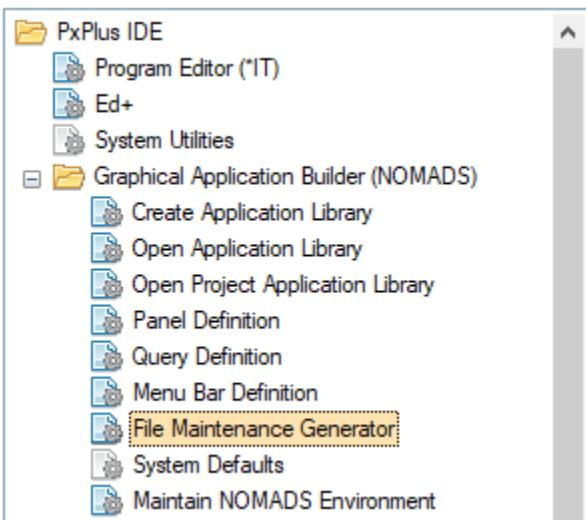 PxPlus IDE
Program Editor (*IT)
Ed+
System Utilities
Graphical Application Builder (NOMADS)
Create Application Library
Open Application Library
Open Project Application Library
Panel Definition
Query Definition
Menu Bar Definition
File Maintenance Generator
System Defaults
Maintain NOMADS Environment